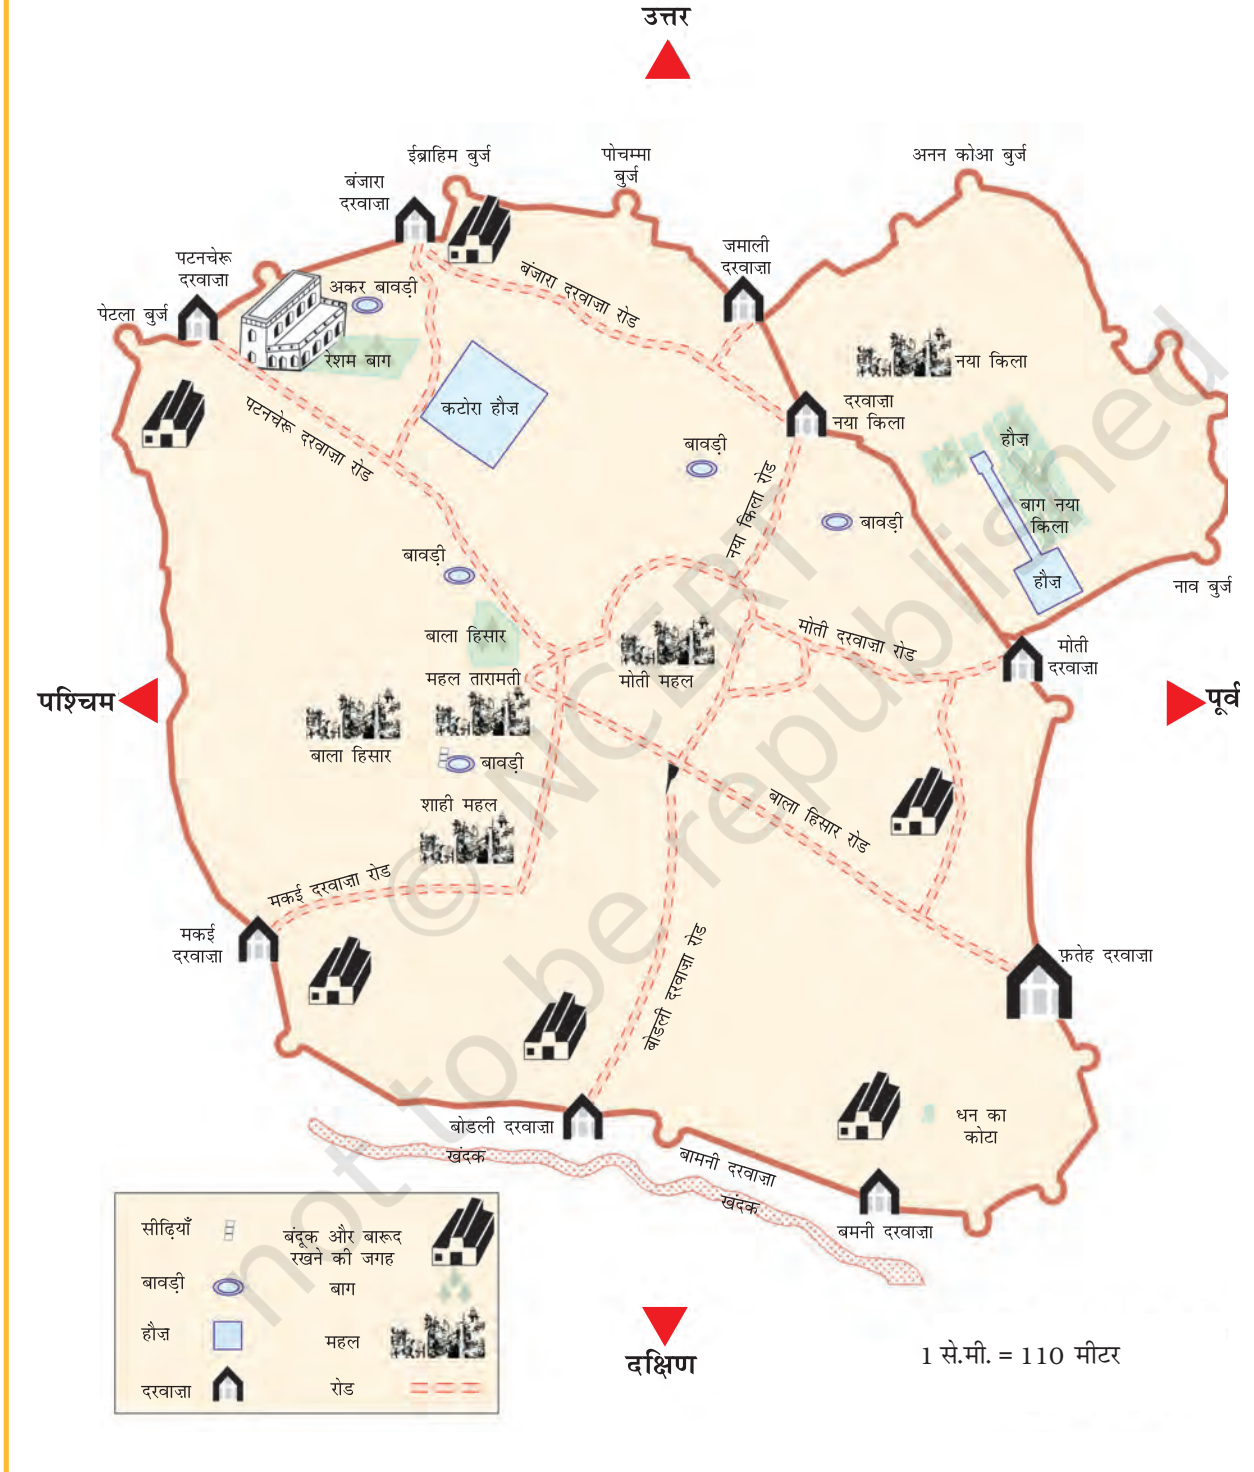 उत्तर
ईब्राहिम बुर्ज
पोचम्मा
बुर्ज
अनन कोआ बुर्ज
बंजारा
दरवाज़ा
पटनचेरू
दरवाज़ा
जमाली
दरवाज़ा
पेटला बुर्ज
अकर बावड़ी
बंजारा दरवाज़ा रोड
रेशम बाग
नया किला
कटोरा हौज़
दरवाज़ा
नया किला
पटनचेरू दरवाज़ा रोड
बावड़ी
हौज़
नया किला रोड
बाग नया
किला
बावड़ी
बावड़ी
हौज़
नाव बुर्ज
बाला हिसार
मोती दरवाज़ा रोड
मोती
दरवाज़ा
महल तारामती
मोती महल
पश्चिम
पूर्व
बाला हिसार
बावड़ी
शाही महल
बाला हिसार रोड
मकई दरवाज़ा रोड
मकई
दरवाज़ा
फ़तेह दरवाज़ा
बोडली दरवाज़ा रोड
धन का
कोटा
बोडली दरवाज़ा
खंदक
बामनी दरवाज़ा
खंदक
बमनी दरवाज़ा
सीढ़ियाँ
बंदूक और बारूद
रखने की जगह
बावड़ी
बाग
हौज़
महल
दरवाज़ा
रोड
दक्षिण
1 से.मी. = 110 मीटर
© NCERT
not to be republished